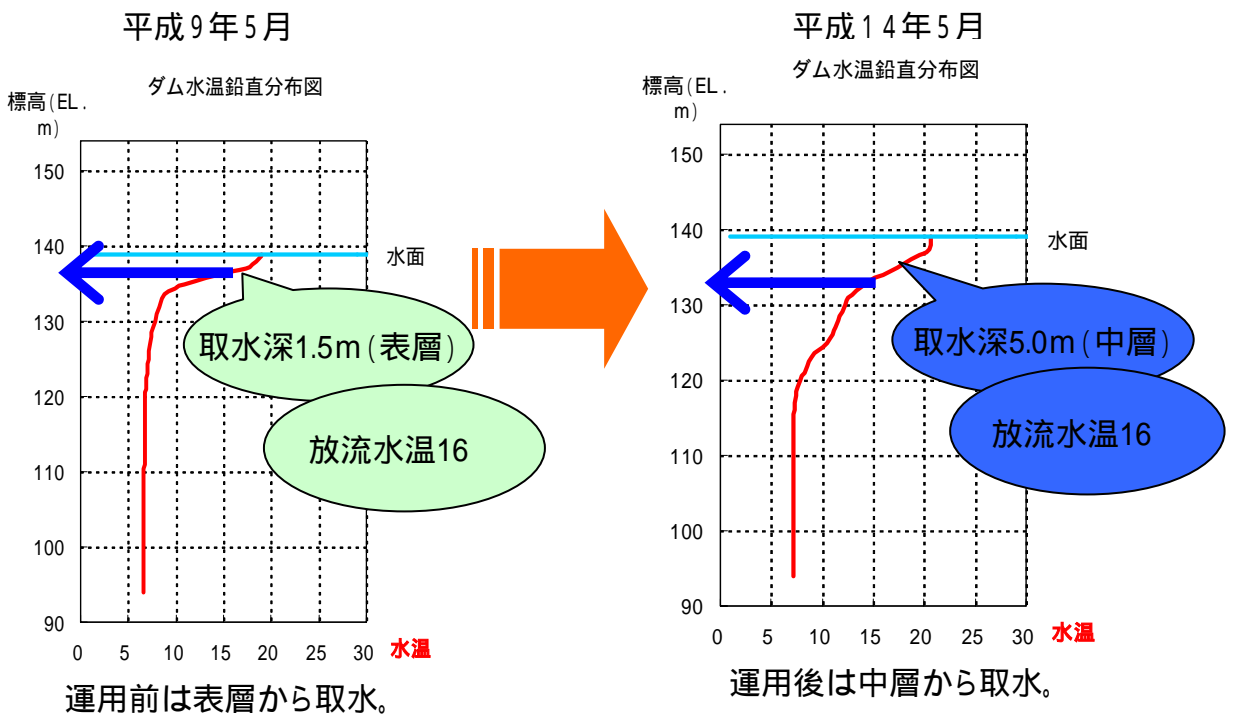 平成9年5月
ダム水温鉛直分布図
標高(EL.
m)
150
140
130
120
110
100
90
0 5 10 15 20 25 30
水温
水面
取水深1.5m(表層)
放流水温16
運用前は表層から取水。
平成14年5月
ダム水温鉛直分布図
標高(EL.
m)
150
140
130
120
110
100
90
0 5 10 15 20 25 30
水温
水面
取水深5.0m(中層)
放流水温16
運用後は中層から取水。